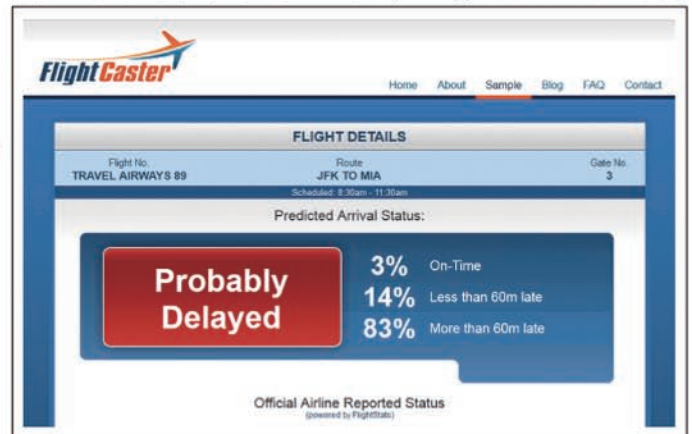 FlightCaster
Home About Sample Blog FAQ Contact
FLIGHT DETAILS
Flight No. Route Gate No.
TRAVEL AIRWAYS 89 JFK TO MIA 3
Scheduled: 8:30am - 11:30am
Predicted Arrival Status:
Probably
Delayed
3% On-Time
14% Less than 60m late
83% More than 60m late
Official Airline Reported Status
(powered by FlightStats)